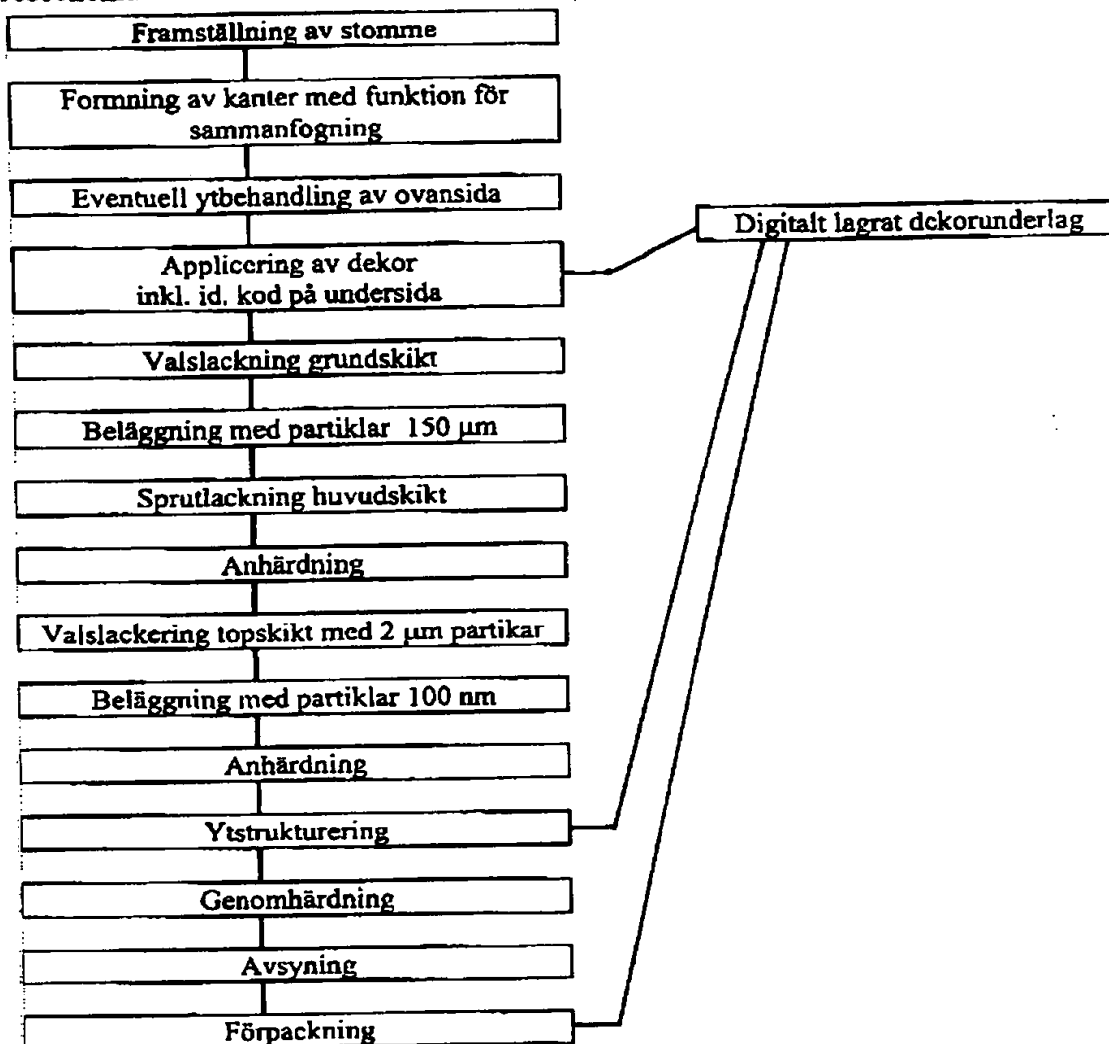 Framställning av stomme
Formning av kanter med funktion för
sammanfogning
Eventuell ytbehandling av ovansida
Digitalt lagrat dekorunderlag
Applicering av dekor
inkl. id. kod på undersida
Valslackning grundskikt
Beläggning med partiklar 150 µm
Sprutlackning huvudskikt
Anhärdning
Valslackering topskikt med 2 µm partikar
Beläggning med partiklar 100 nm
Anhärdning
Ytstrukturering
Genomhärdning
Avsyning
Förpackning